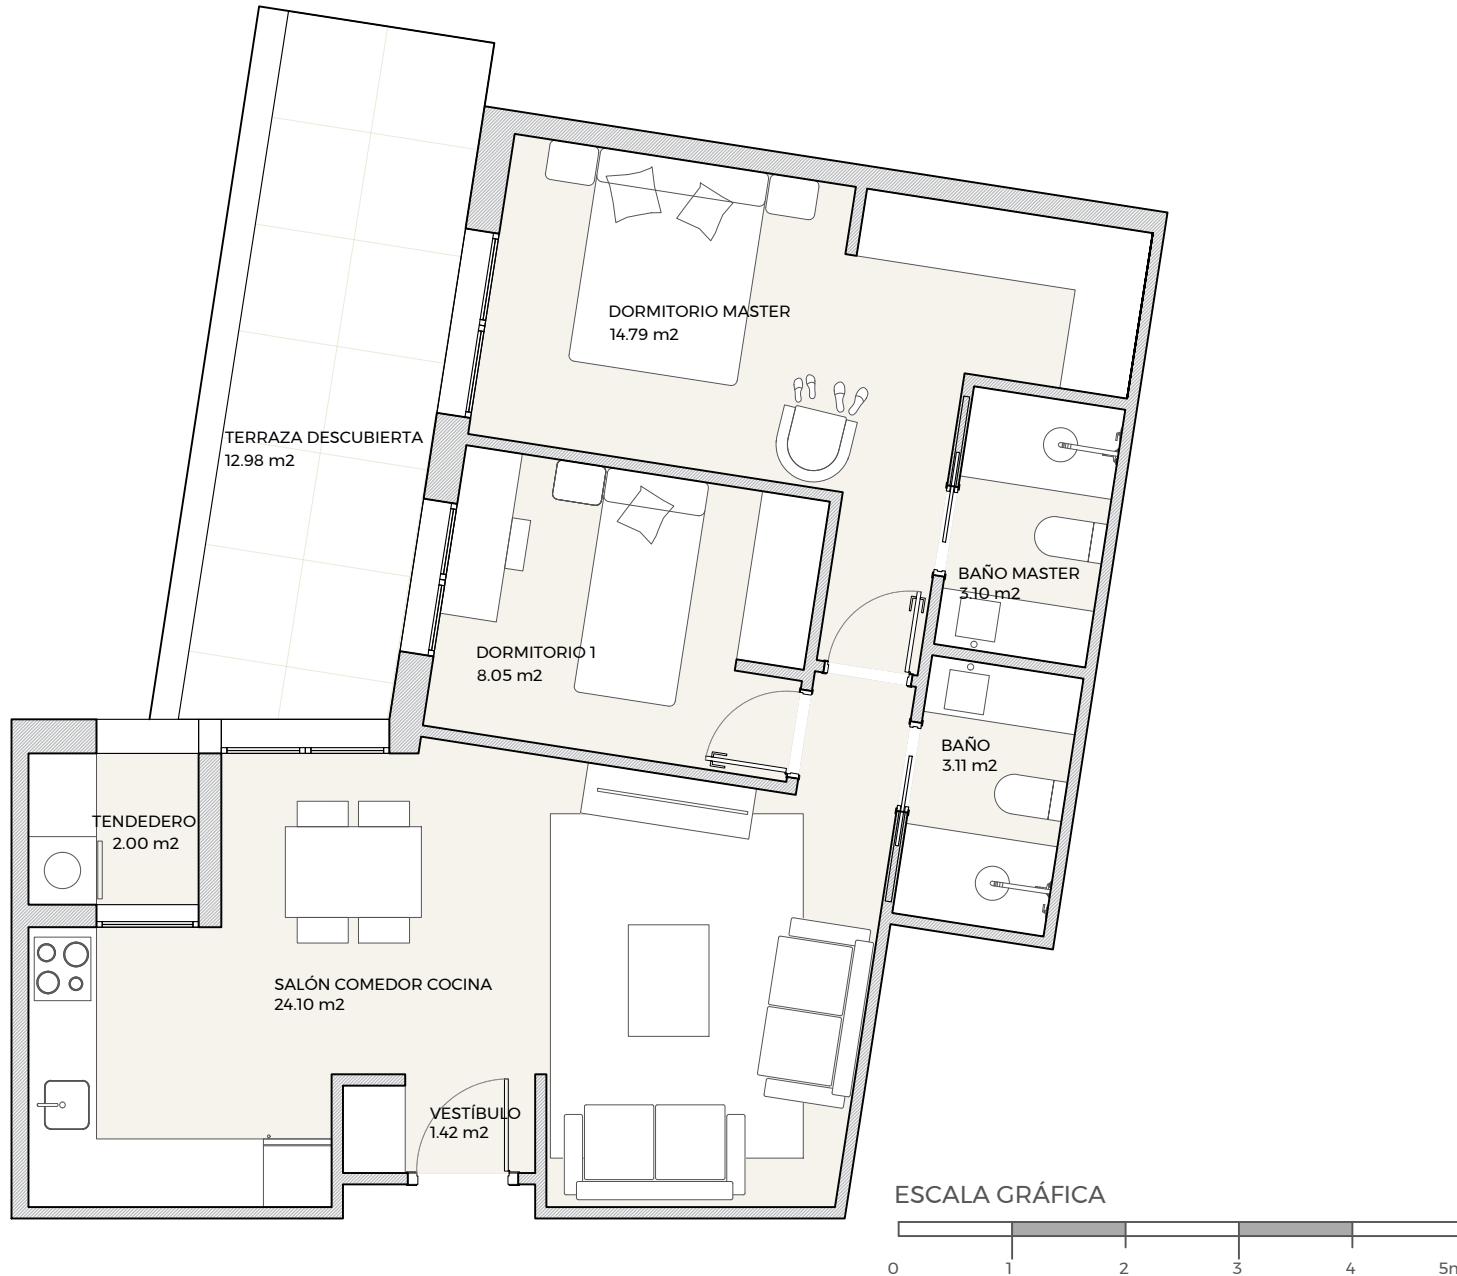 DORMITORIO MASTER
14.79 m2
TERRAZA DESCUBIERTA
12.98 m2
BAÑO MASTER
3.10 m2
DORMITORIO 1
8.05 m2
BAÑO
3.11 m2
TENDEDERO
2.00 m2
SALÓN COMEDOR COCINA
24.10 m2
VESTÍBULO
1.42 m2
ESCALA GRÁFICA
0 1 2 3 4 5m